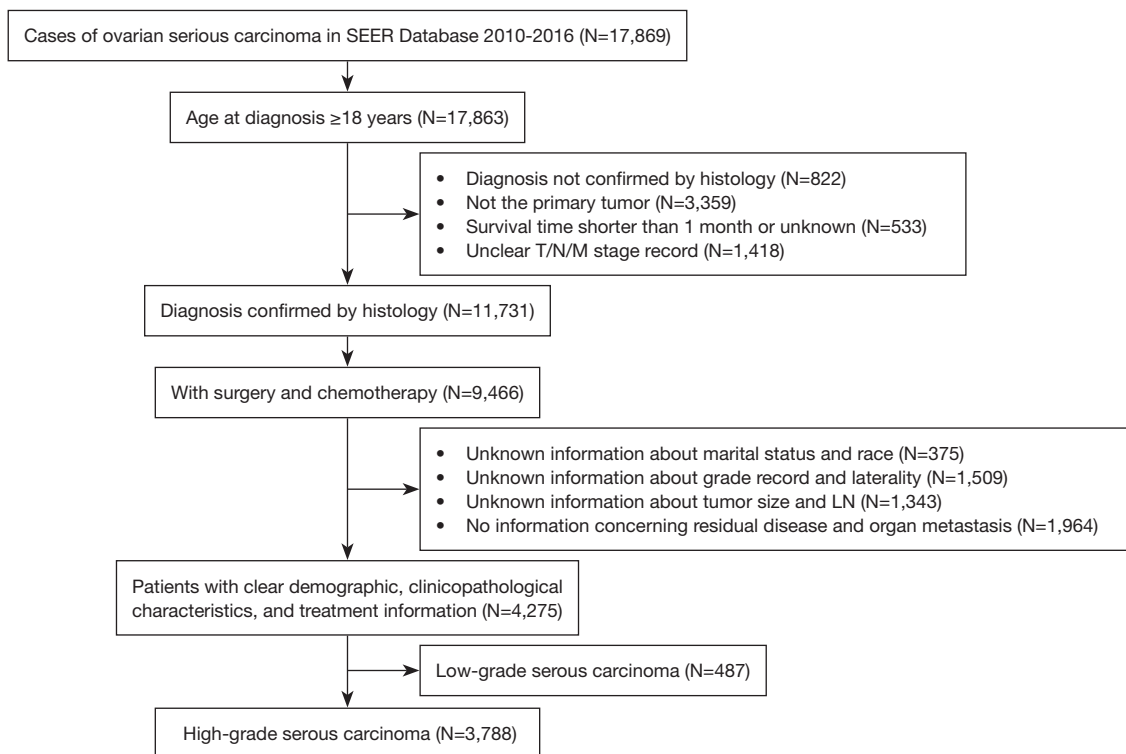 Cases of ovarian serious carcinoma in SEER Database 2010-2016 (N=17,869)
Age at diagnosis ≥18 years (N=17,863)
• Diagnosis not confirmed by histology (N=822)
• Not the primary tumor (N=3,359)
• Survival time shorter than 1 month or unknown (N=533)
• Unclear T/N/M stage record (N=1,418)
Diagnosis confirmed by histology (N=11,731)
With surgery and chemotherapy (N=9,466)
• Unknown information about marital status and race (N=375)
• Unknown information about grade record and laterality (N=1,509)
• Unknown information about tumor size and LN (N=1,343)
• No information concerning residual disease and organ metastasis (N=1,964)
Patients with clear demographic, clinicopathological
characteristics, and treatment information (N=4,275)
Low-grade serous carcinoma (N=487)
High-grade serous carcinoma (N=3,788)